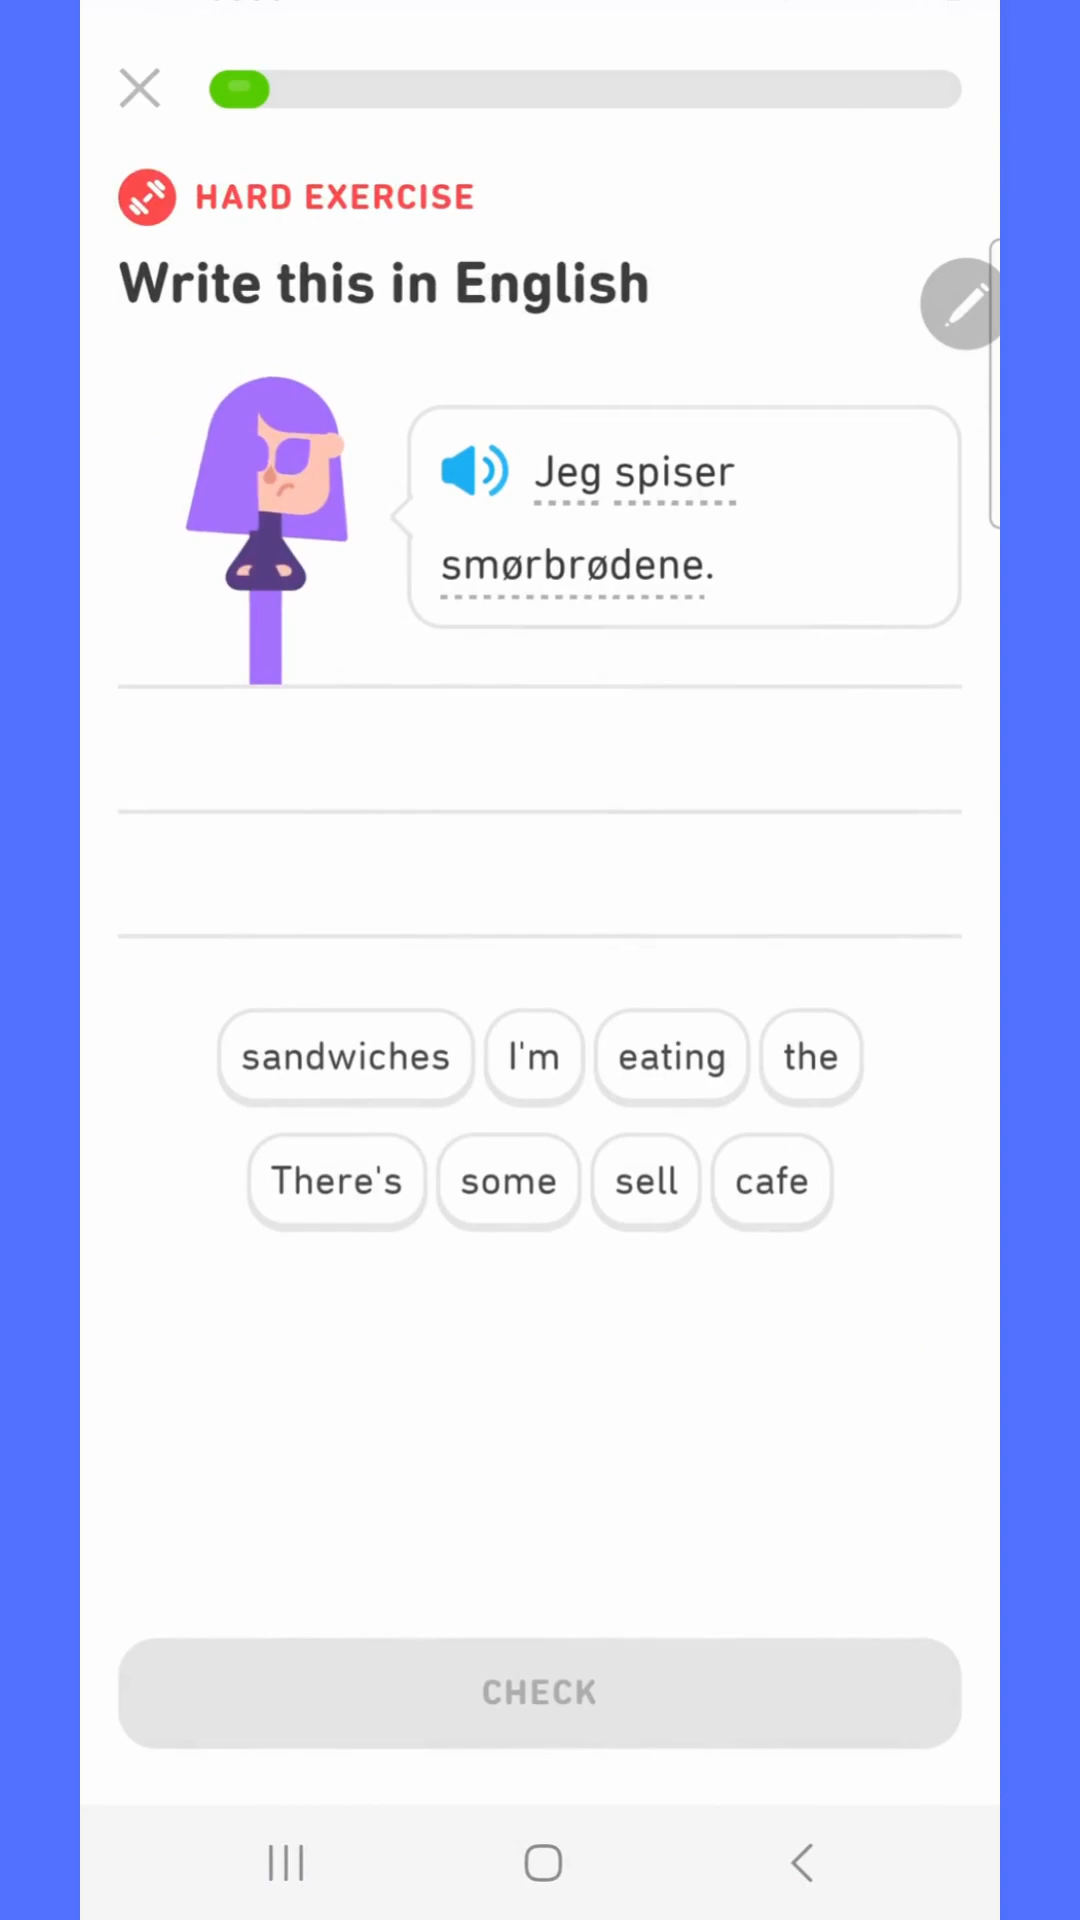 HARD EXERCISE
Write this in English
Jeg spiser
smørbrødene.
sandwiches I'm eating the
There's some sell cafe
CHECK